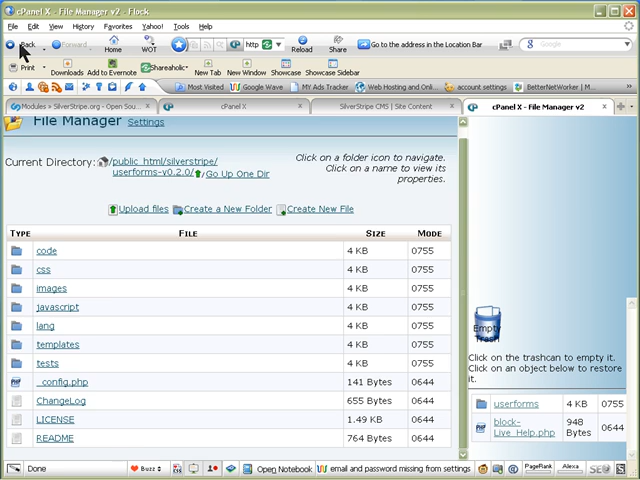 cPanel X - File Manager v2 - Flock
File Edit View History Favorites Yahoo! Tools Help
Back Forward Home WOT http Reload Share Go to the address in the Location Bar Google
Print Downloads Add to Evernote Shareaholic New Tab New Window Showcase Showcase Sidebar
Most Visited Google Wave MY Ads Tracker Web Hosting and Onli... account settings BetterNetWorker |
Modules » SilverStripe.org - Open Sou... cPanel X SilverStripe CMS | Site Content cPanel X - File Manager v2
File Manager Settings
Current Directory: /public_html/silverstripe/
userforms-v0.2.0/ Go Up One Dir
Click on a folder icon to navigate.
Click on a name to view its
properties.
Upload files Create a New Folder Create New File
TYPE FILE SIZE MODE
code 4 KB 0755
css 4 KB 0755
images 4 KB 0755
javascript 4 KB 0755
lang 4 KB 0755
templates 4 KB 0755
tests 4 KB 0755
_config.php 141 Bytes 0644
ChangeLog 655 Bytes 0644
LICENSE 1.49 KB 0644
README 764 Bytes 0644
Empty
Trash
Click on the trashcan to empty it.
Click on an object below to restore
it.
userforms 4 KB 0755
block-
Live_Help.php 948
Bytes 0644
Done Buzz Open Notebook email and password missing from settings PageRank Alexa SEO